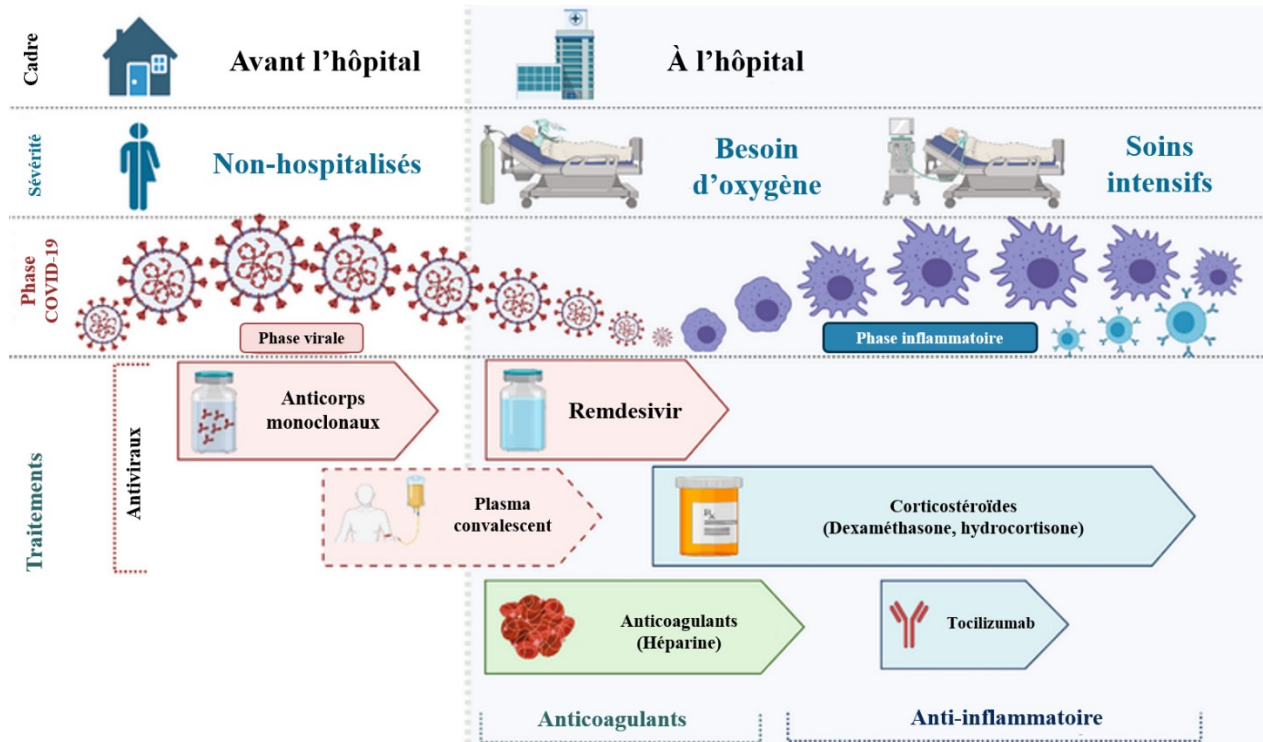 Cadre
Avant l’hôpital
À l’hôpital
Sévérité
Non-hospitalisés
Besoin
d’oxygène
Soins
intensifs
Phase
COVID-19
Phase virale
Phase inflammatoire
Traitements
Antiviraux
Anticorps
monoclonaux
Remdesivir
Plasma
convalescent
Corticostéroïdes
(Dexaméthasone, hydrocortisone)
Anticoagulants
(Héparine)
Tocilizumab
Anticoagulants
Anti-inflammatoire